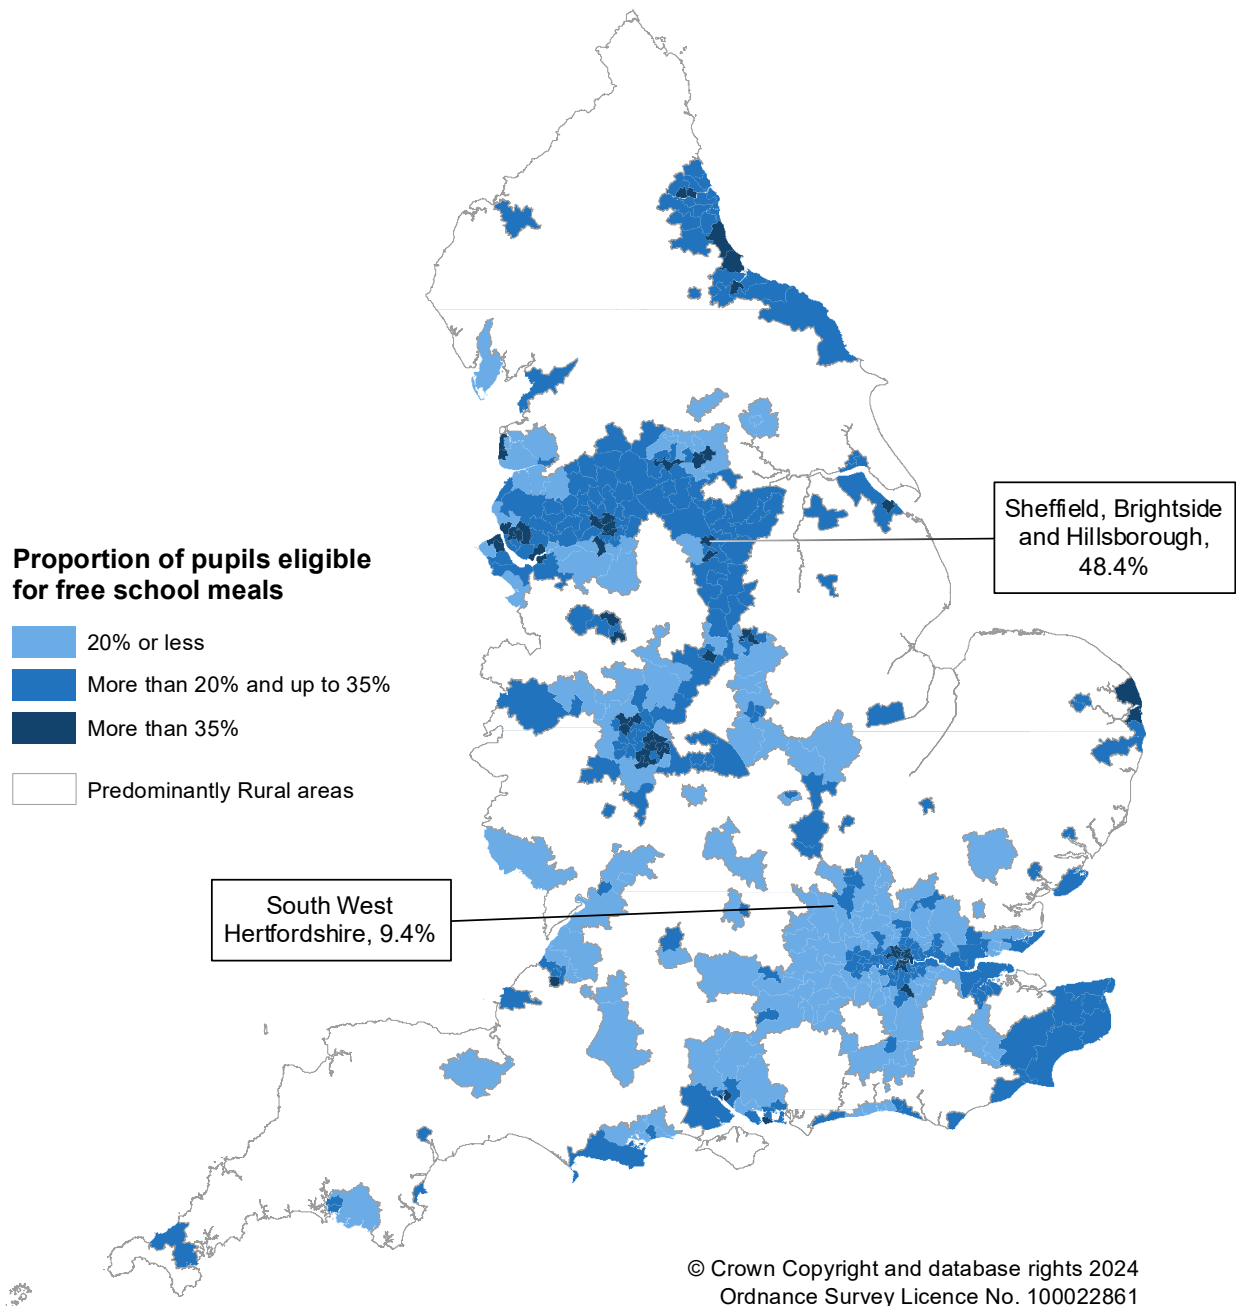 Sheffield, Brightside
and Hillsborough,
48.4%
Proportion of pupils eligible
for free school meals
20% or less
More than 20% and up to 35%
More than 35%
Predominantly Rural areas
South West
Hertfordshire, 9.4%
© Crown Copyright and database rights 2024
Ordnance Survey Licence No. 100022861